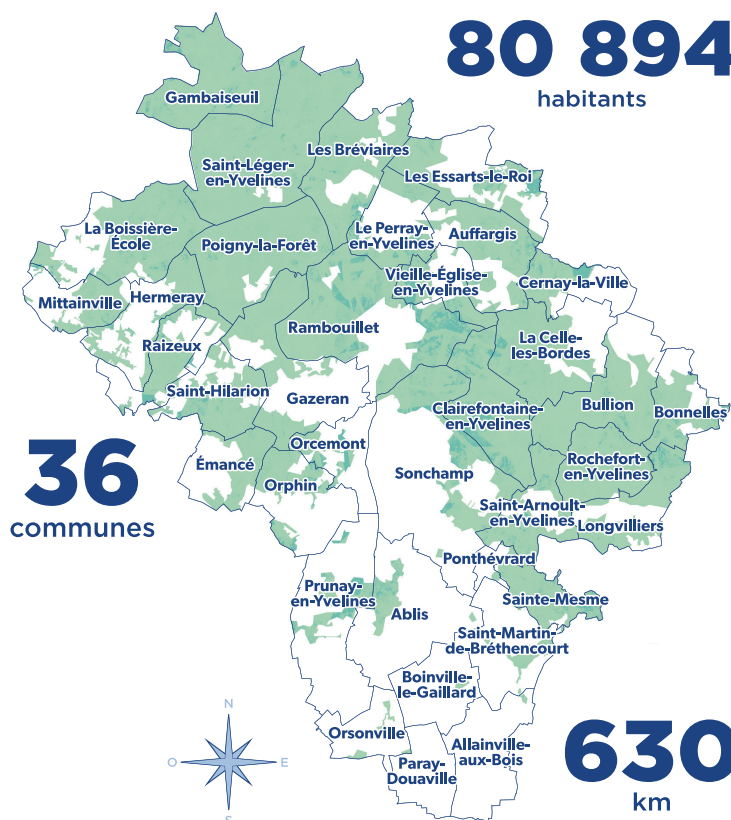 80 894
habitants
Gambaiseuil
Les Bréviaires
Saint-Léger-
en-Yvelines
Les Essarts-le-Roi
La Boissière-
École
Poigny-la-Forêt
Le Perray-
en-Yvelines
Auffargis
Vieille-Église-
en-Yvelines
Cernay-la-Ville
Mittainville
Hermeray
Rambouillet
Raizeux
La Celle-
les-Bordes
Saint-Hilarion
Gazeran
Clairefontaine-
en-Yvelines
Bullion
Bonnelles
36
communes
Orcemont
Émancé
Orphin
Sonchamp
Rochefort-
en-Yvelines
Saint-Arnoult-
en-Yvelines
Longvilliers
Ponthévrard
Prunay-
en-Yvelines
Ablis
Sainte-Mesme
Saint-Martin-
de-Bréthencourt
Boinville-
le-Gaillard
Orsonville
Allainville-
aux-Bois
Paray-
Douaville
N
O
E
S
630
km